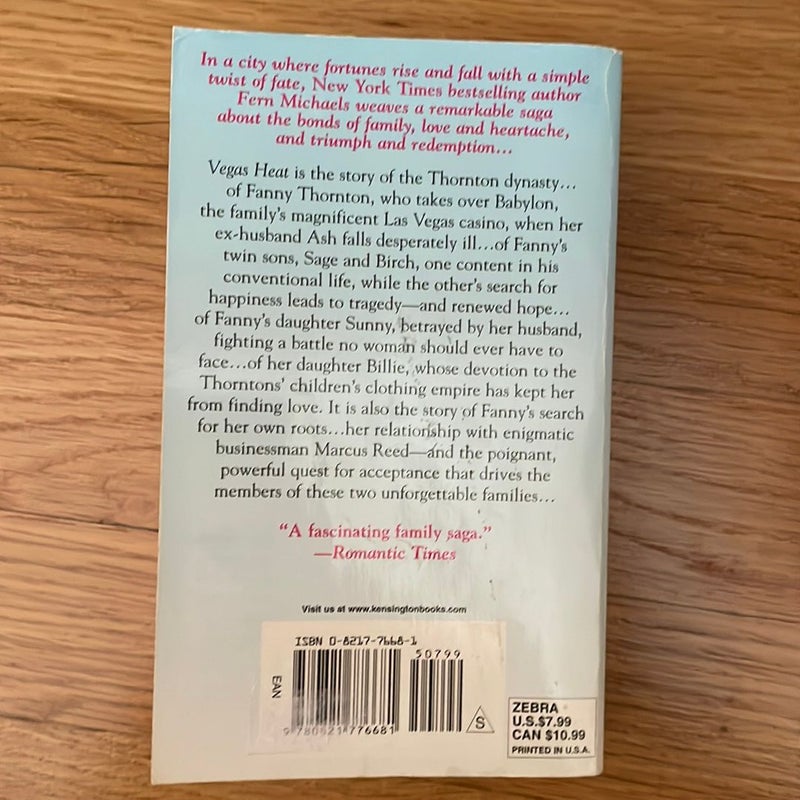 In a city where fortunes rise and fall with a simple
twist of fate, New York Times bestselling author
Fern Michaels weaves a remarkable saga
about the bonds of family, love and heartache,
and triumph and redemption...
Vegas Heat is the story of the Thornton dynasty...
of Fanny Thornton, who takes over Babylon,
the family's magnificent Las Vegas casino, when her
ex-husband Ash falls desperately ill...of Fanny's
twin sons, Sage and Birch, one content in his
conventional life, while the other's search for
happiness leads to tragedy—and renewed hope...
of Fanny's daughter Sunny, betrayed by her husband,
fighting a battle no woman should ever have to
face...of her daughter Billie, whose devotion to the
Thorntons' children's clothing empire has kept her
from finding love. It is also the story of Fanny's search
for her own roots...her relationship with enigmatic
businessman Marcus Reed—and the poignant,
powerful quest for acceptance that drives the
members of these two unforgettable families...
"A fascinating family saga."
—Romantic Times
Visit us at www.kensingtonbooks.com
ISBN 0-8217-7668-1
50799
EAN
9 780821 776681
S
ZEBRA
U.S.$7.99
CAN $10.99
PRINTED IN U.S.A.